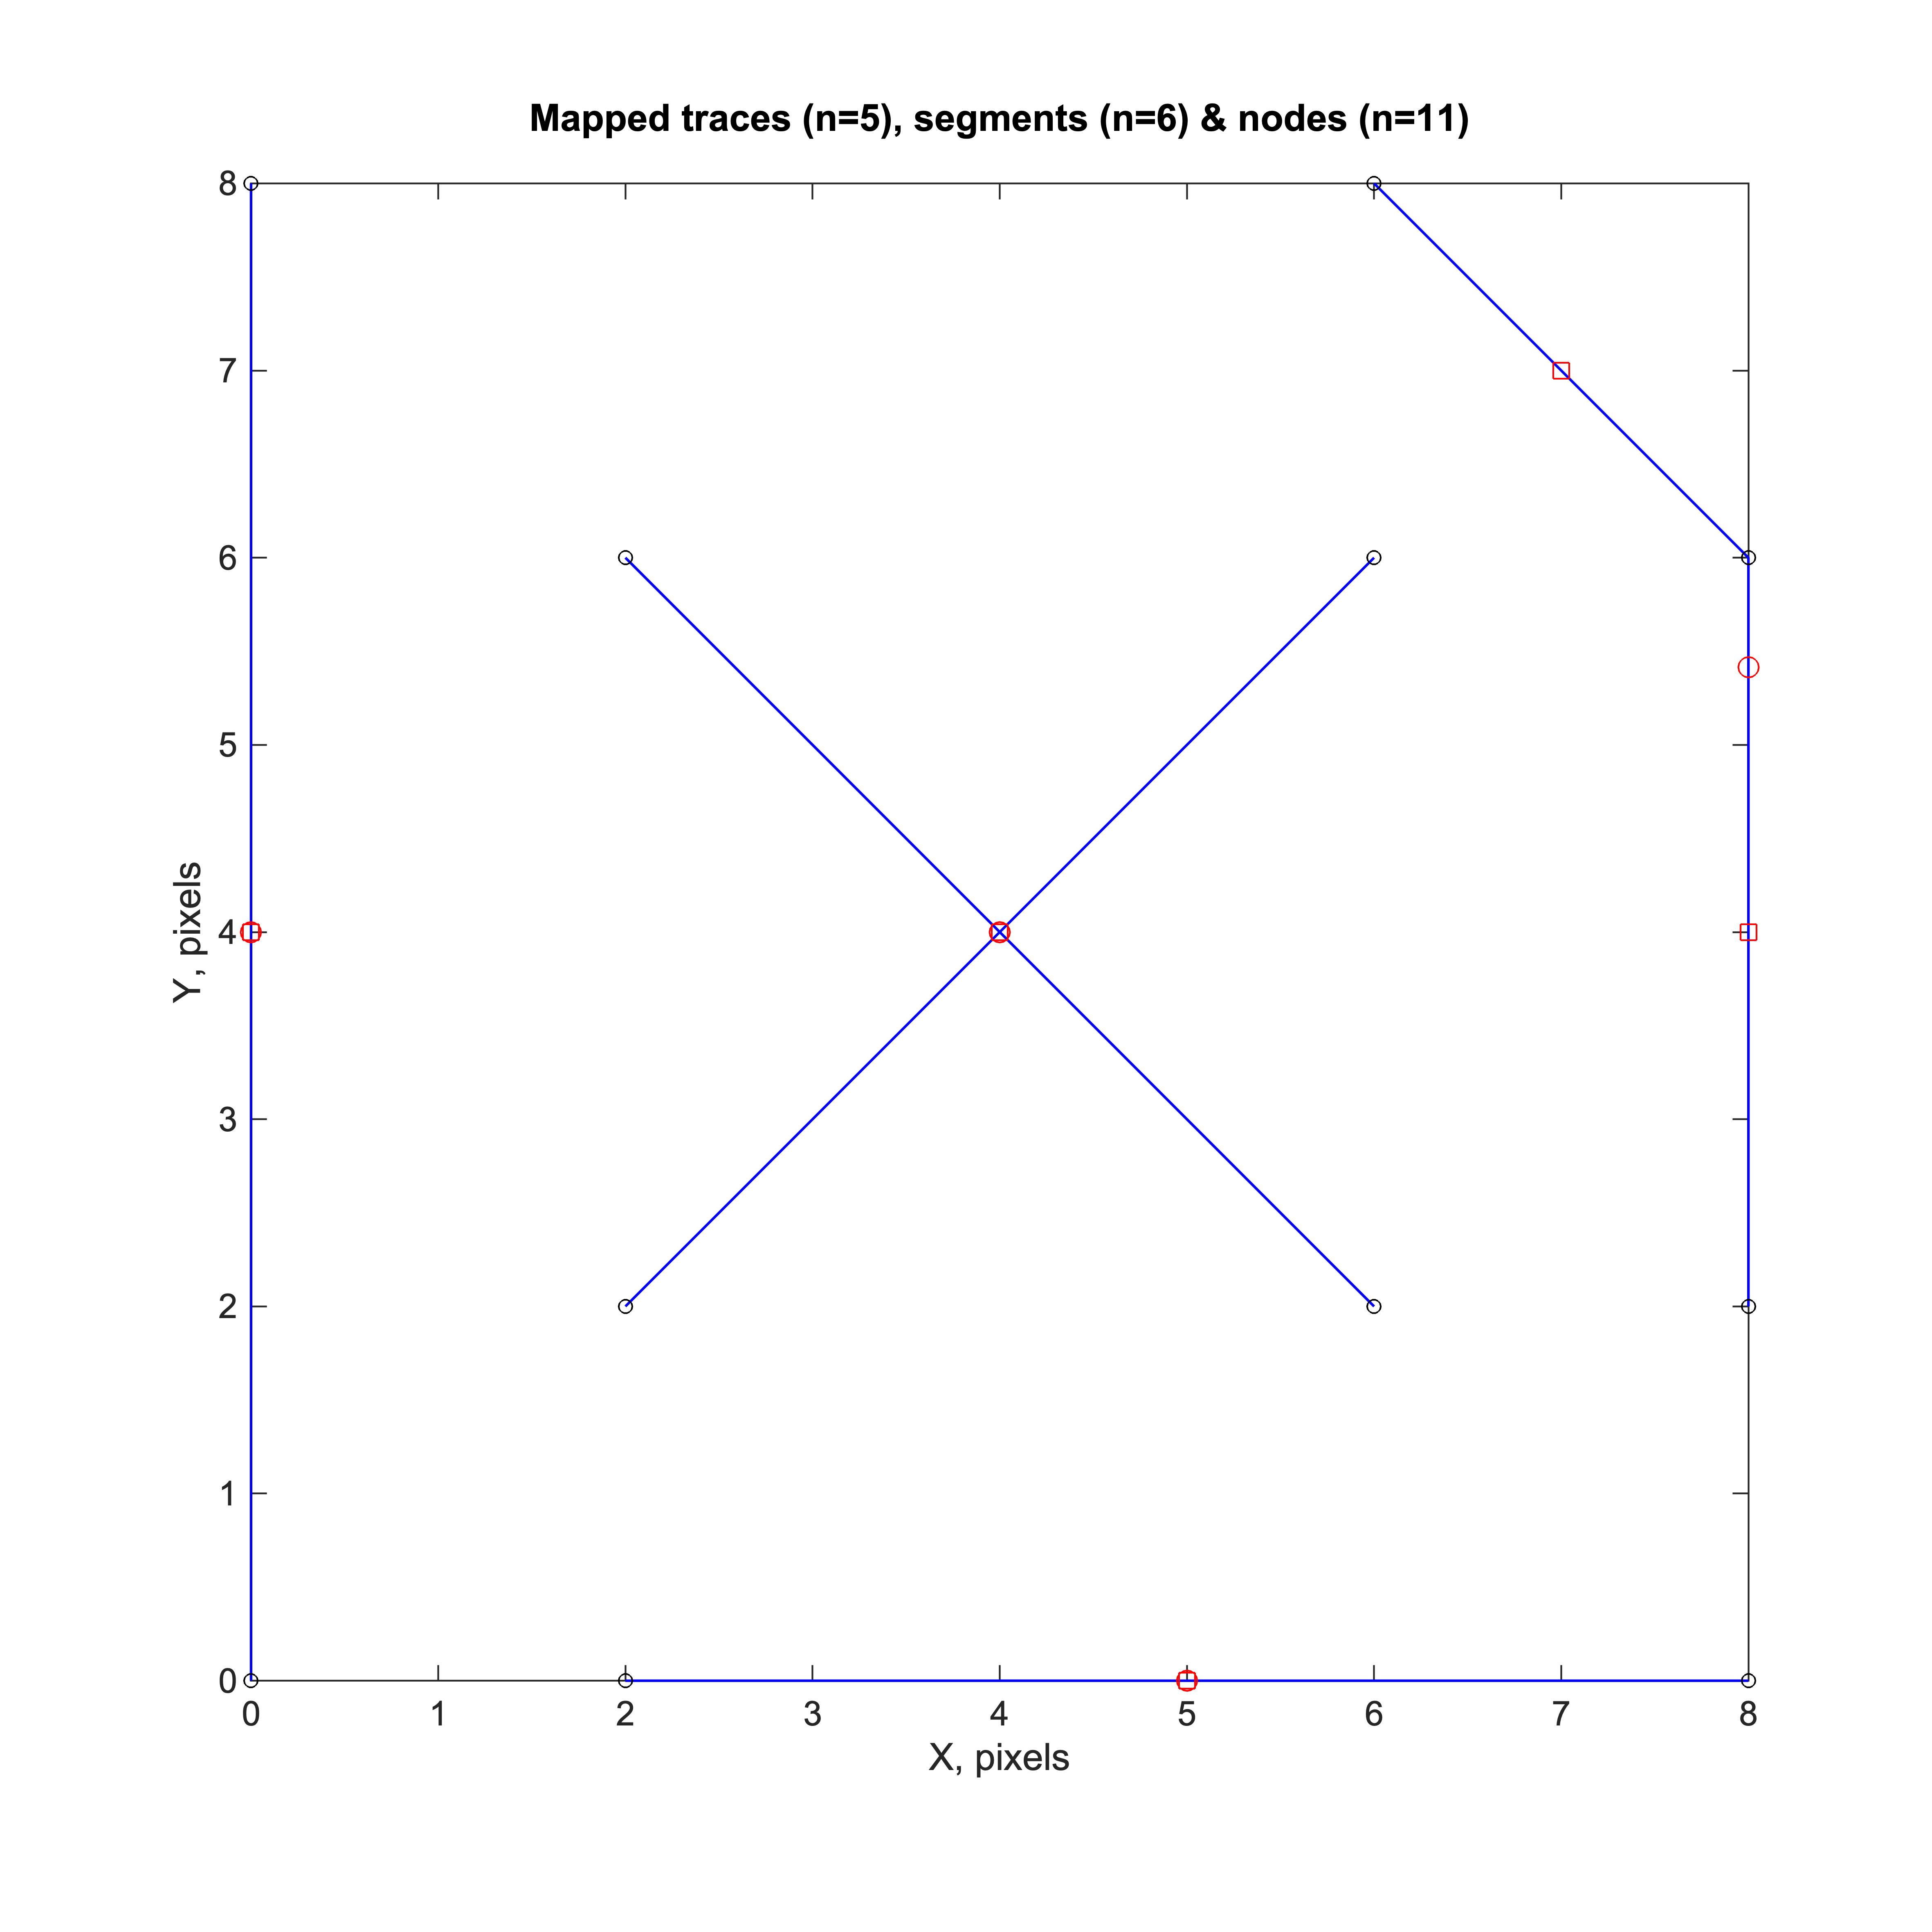 Mapped traces (n=5), segments (n=6) & nodes (n=11)
8
7
6
5
4
3
2
1
0
Y, pixels
0 1 2 3 4 5 6 7 8
X, pixels